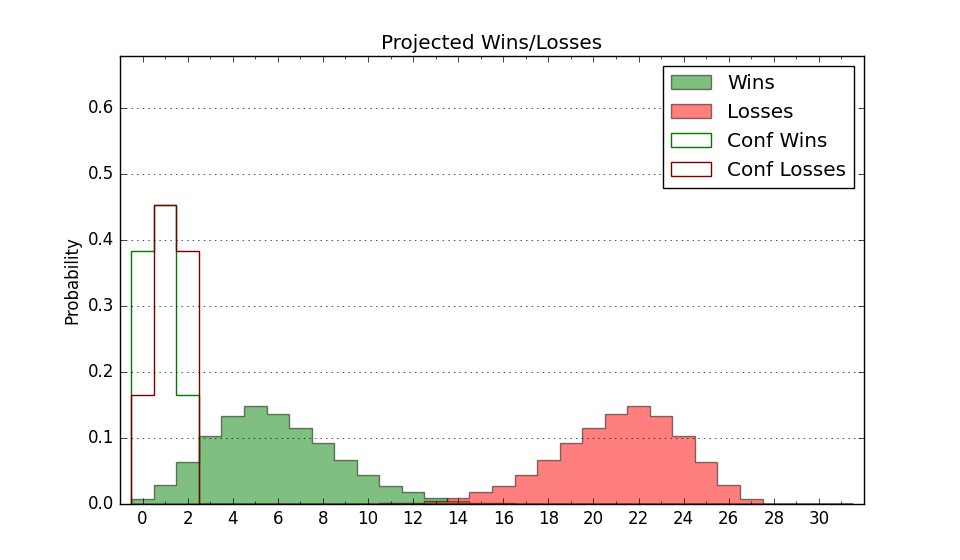 Projected Wins/Losses
Wins
Losses
Conf Wins
Conf Losses
Probability
0.6
0.5
0.4
0.3
0.2
0.1
0.0
0 2 4 6 8 10 12 14 16 18 20 22 24 26 28 30